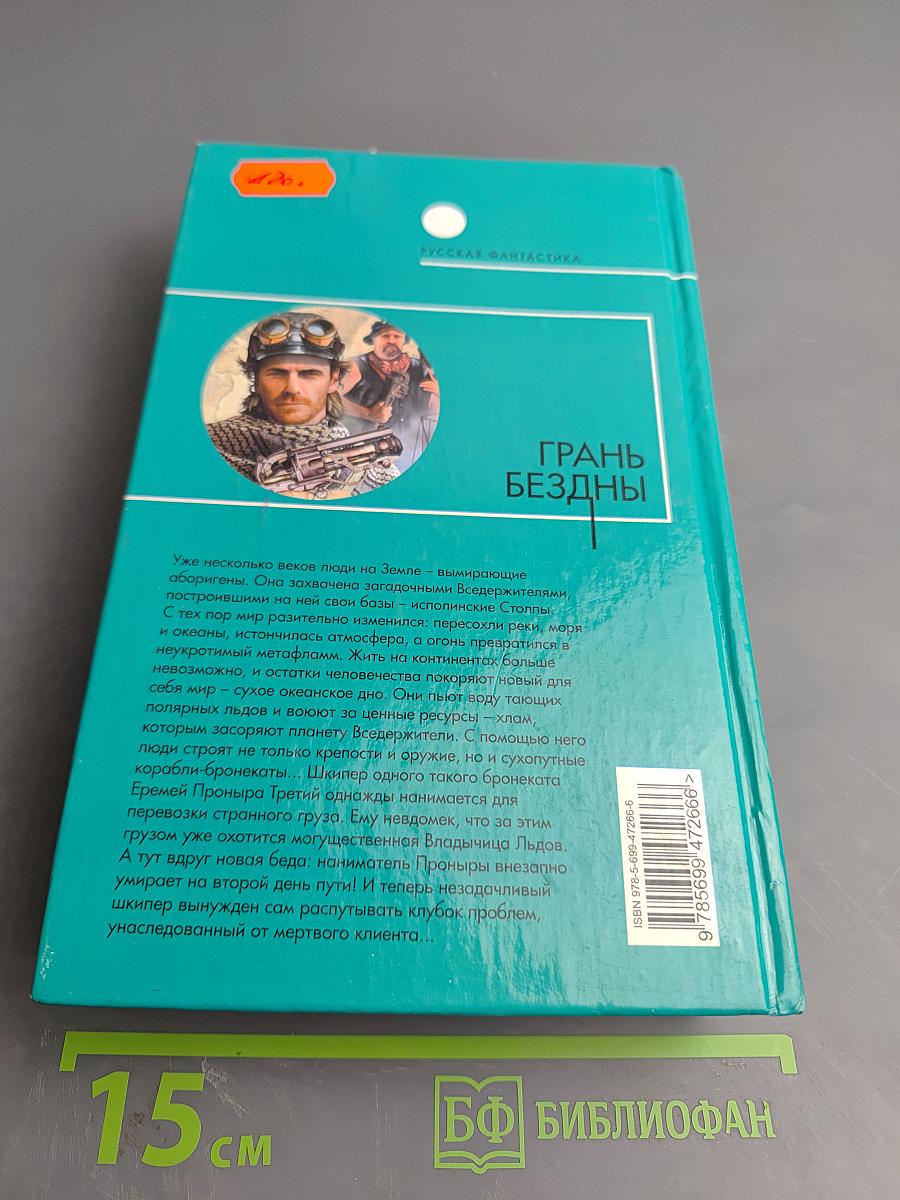 120.
РУССКАЯ ФАНТАСТИКА
ГРАНЬ
БЕЗДНЫ
Уже несколько веков люди на Земле – вымирающие
аборигены. Она захвачена загадочными Вседержителями,
построившими на ней свои базы – исполинские Столпы.
С тех пор мир разительно изменился: пересохли реки, моря
и океаны, истончилась атмосфера, а огонь превратился в
неукротимый метафламм. Жить на континентах больше
невозможно, и остатки человечества покоряют новый для
себя мир – сухое океанское дно. Они пьют воду тающих
полярных льдов и воюют за ценные ресурсы – хлам,
которым засоряют планету Вседержители. С помощью него
люди строят не только крепости и оружие, но и сухопутные
корабли-бронекаты... Шкипер одного такого бронеката
Еремей Проныра Третий однажды нанимается для
перевозки странного груза. Ему невдомек, что за этим
грузом уже охотится могущественная Владычица Льдов.
А тут вдруг новая беда: наниматель Проныры внезапно
умирает на второй день пути! И теперь незадачливый
шкипер вынужден сам распутывать клубок проблем,
унаследованный от мертвого клиента...
ISBN 978-5-699-47266-6
9 785699 472666 >
15 см
БФ БИБЛИОФАН